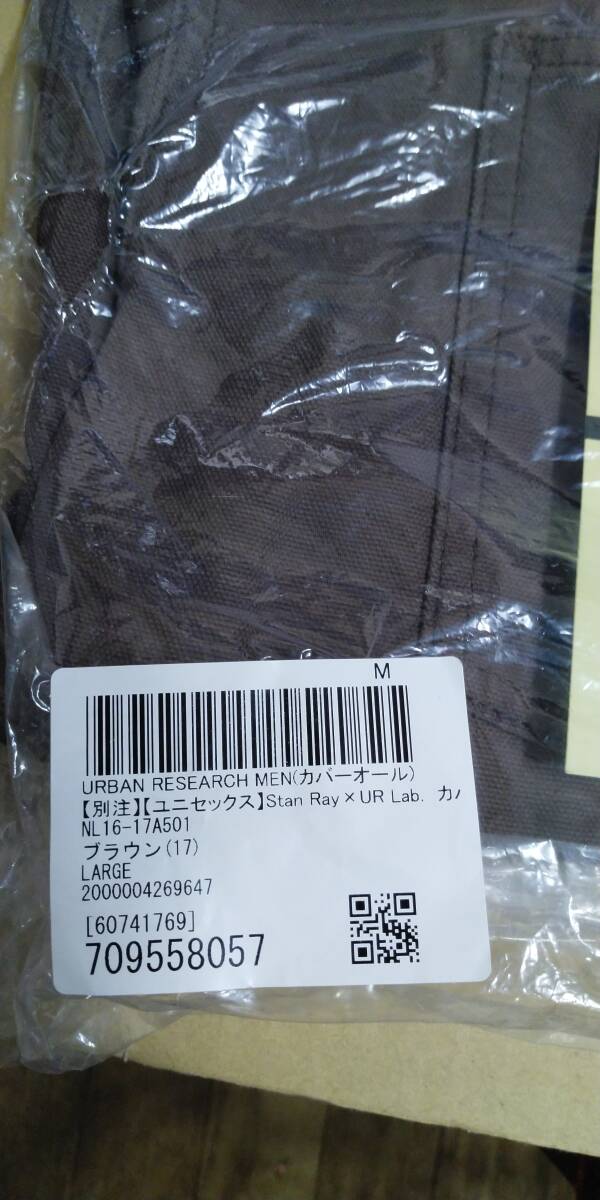 M
URBAN RESEARCH MEN(カバーオール)
【別注】【ユニセックス】Stan Ray×UR Lab. カバ
NL16-17A501
ブラウン(17)
LARGE
2000004269647
[60741769]
709558057